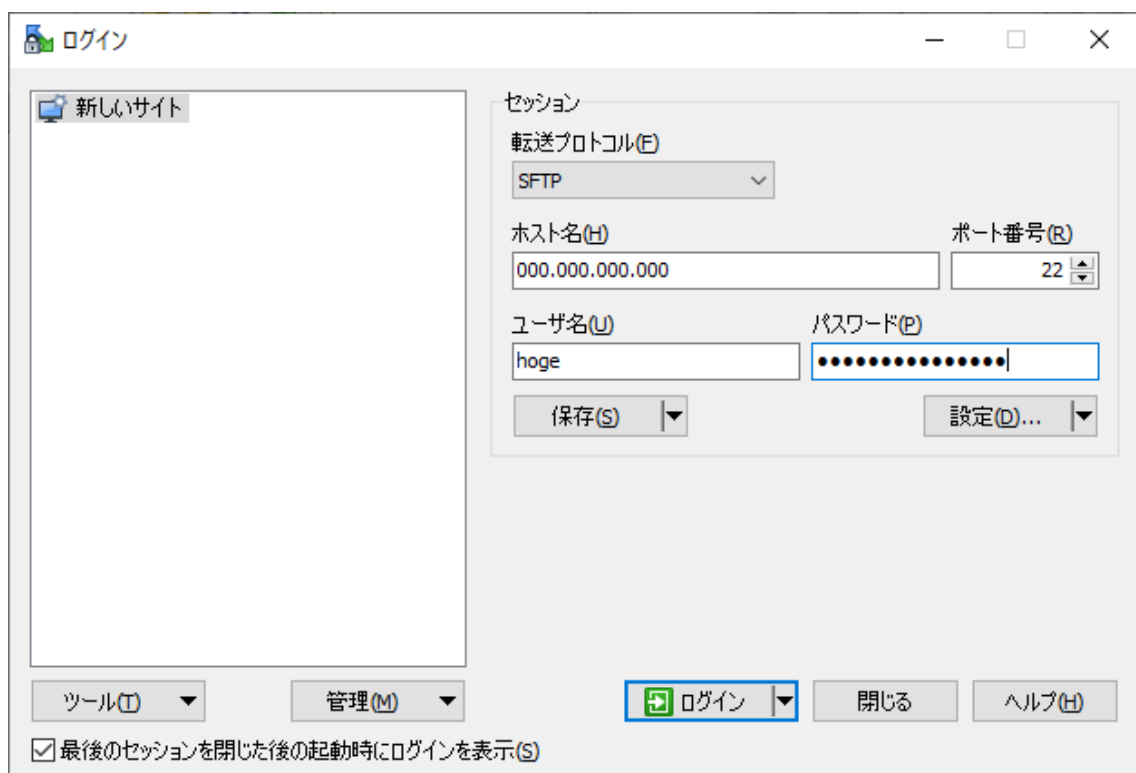 ログイン
新しいサイト
セッション
転送プロトコル(F)
SFTP
ホスト名(H)
ポート番号(R)
000.000.000.000
22
ユーザ名(U)
パスワード(P)
hoge
●●●●●●●●●●●●●●●
保存(S)
設定(D)...
ツール(T)
管理(M)
ログイン
閉じる
ヘルプ(H)
最後のセッションを閉じた後の起動時にログインを表示(S)